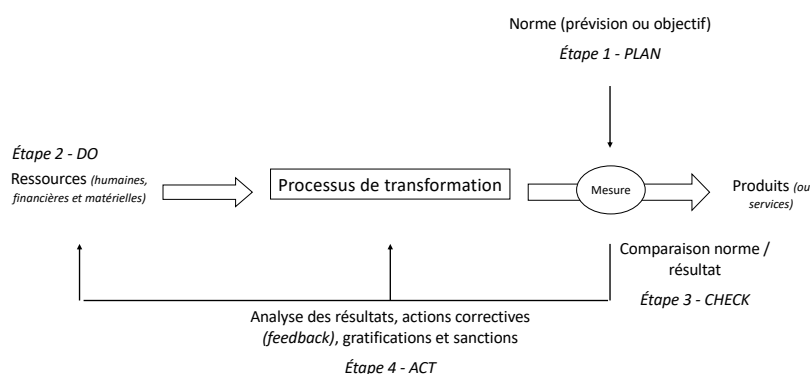 Norme (prévision ou objectif)
Étape 1 - PLAN
Étape 2 - DO
Ressources (humaines,
financières et matérielles)
Processus de transformation
Mesure
Produits (ou
services)
Comparaison norme /
résultat
Étape 3 - CHECK
Analyse des résultats, actions correctives
(feedback), gratifications et sanctions
Étape 4 - ACT